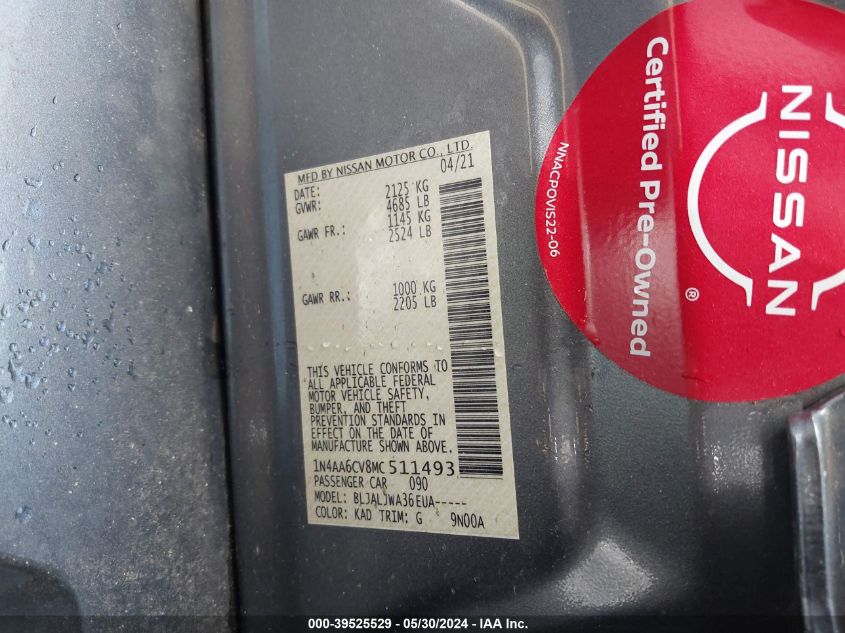 MFD BY NISSAN MOTOR CO., LTD.
04/21
DATE:
GVWR: 2125 KG
4685 LB
GAWR FR.: 1145 KG
2524 LB
GAWR RR.: 1000 KG
2205 LB
THIS VEHICLE CONFORMS TO
ALL APPLICABLE FEDERAL
MOTOR VEHICLE SAFETY,
BUMPER, AND THEFT
PREVENTION STANDARDS IN
EFFECT ON THE DATE OF
MANUFACTURE SHOWN ABOVE.
1N4AA6CV8MC511493
PASSENGER CAR 090
MODEL: BLJALJWA36EUA-----
COLOR: KAD TRIM: G 9N00A
NISSAN
®
Certified Pre-Owned
NNACPOVIS22-06
000-39525529 - 05/30/2024 - IAA Inc.